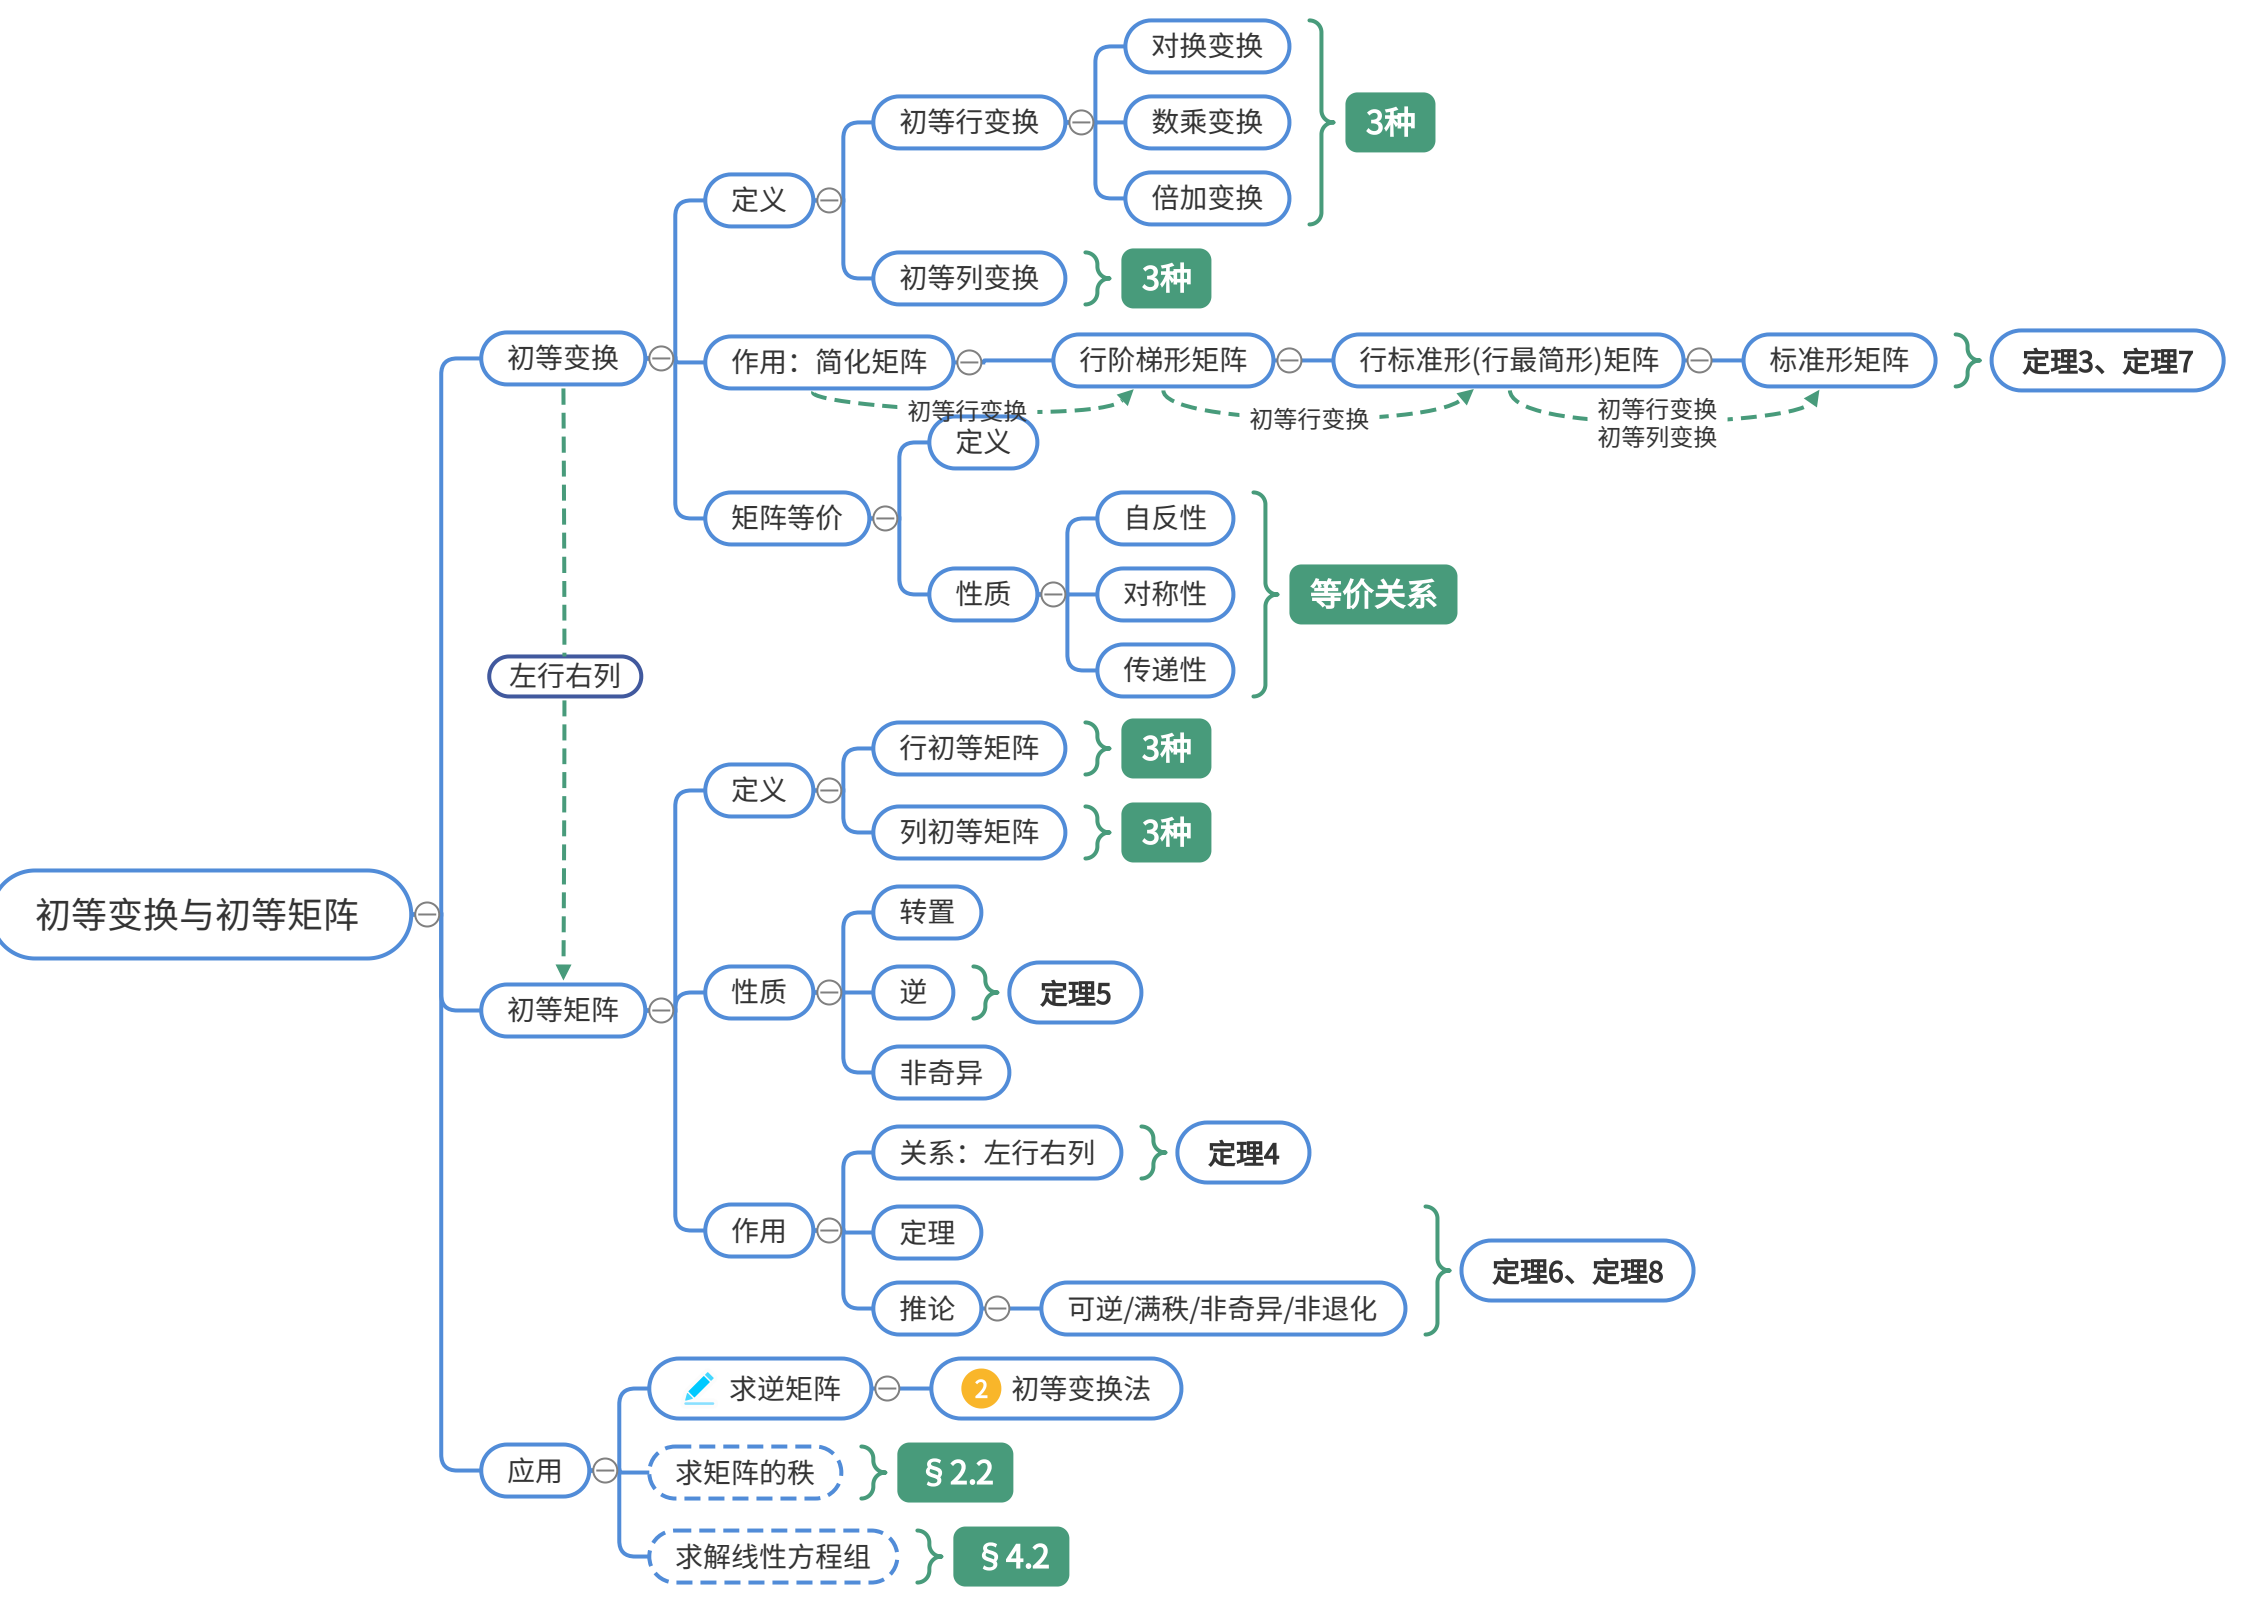 初等变换与初等矩阵
初等变换
定义
初等行变换
对换变换
数乘变换
倍加变换
3种
初等列变换
3种
作用：简化矩阵
行阶梯形矩阵
行标准形(行最简形)矩阵
标准形矩阵
定理3、定理7
初等行变换
初等行变换
初等行变换
初等列变换
矩阵等价
定义
性质
自反性
对称性
传递性
等价关系
左行右列
初等矩阵
定义
行初等矩阵
3种
列初等矩阵
3种
性质
转置
逆
定理5
非奇异
作用
关系：左行右列
定理4
定理
推论
可逆/满秩/非奇异/非退化
定理6、定理8
应用
求逆矩阵
2 初等变换法
求矩阵的秩
§ 2.2
求解线性方程组
§ 4.2